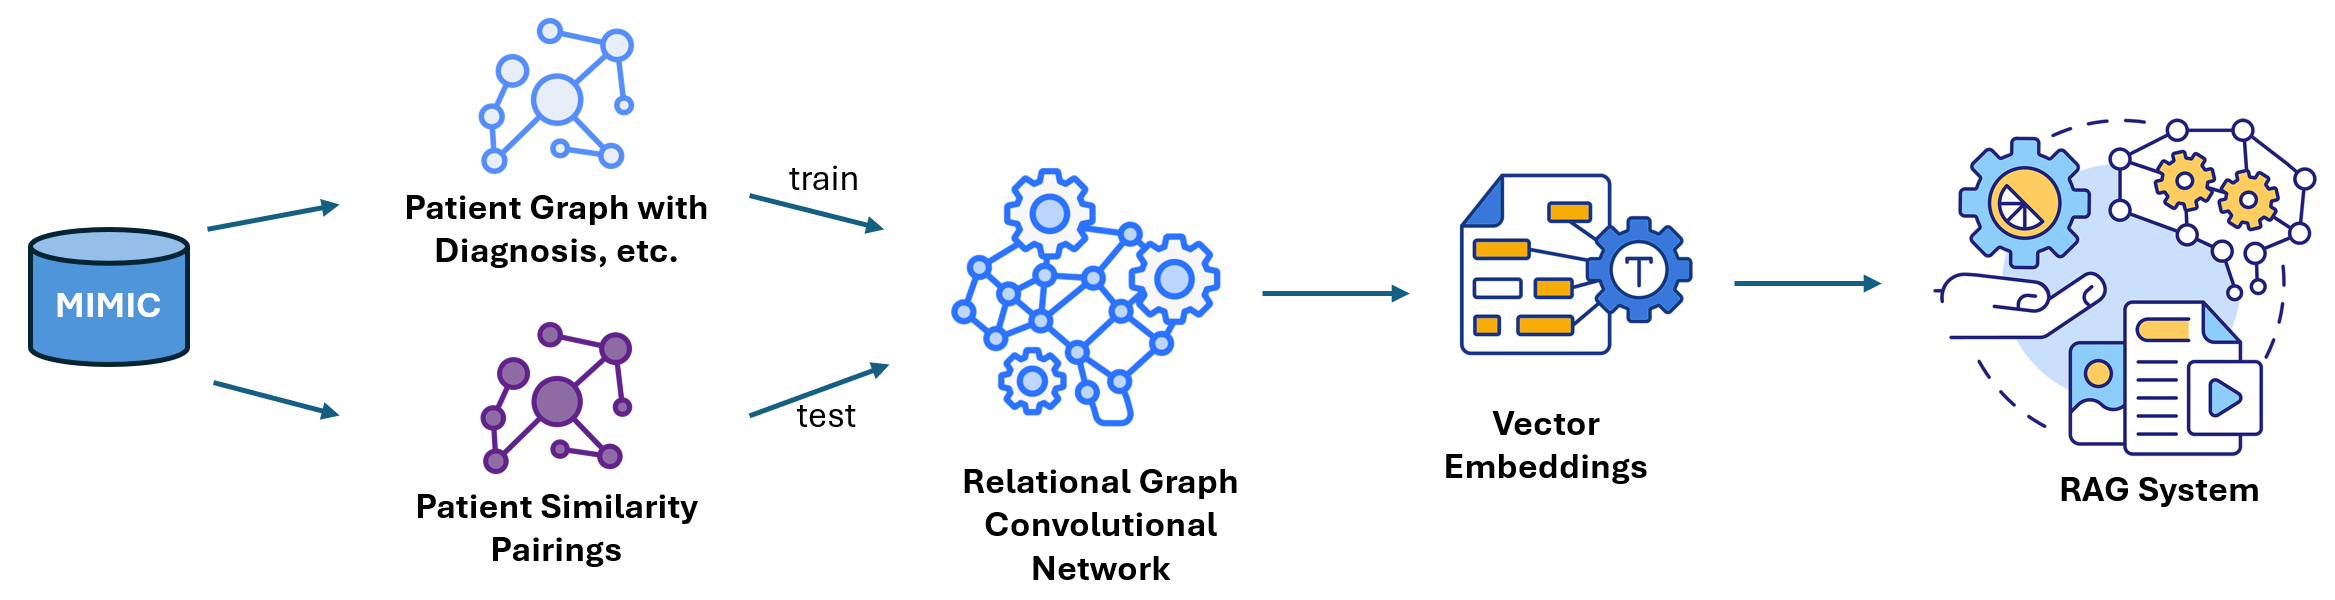 MIMIC
Patient Graph with
Diagnosis, etc.
Patient Similarity
Pairings
train
test
Relational Graph
Convolutional
Network
T
Vector
Embeddings
RAG System